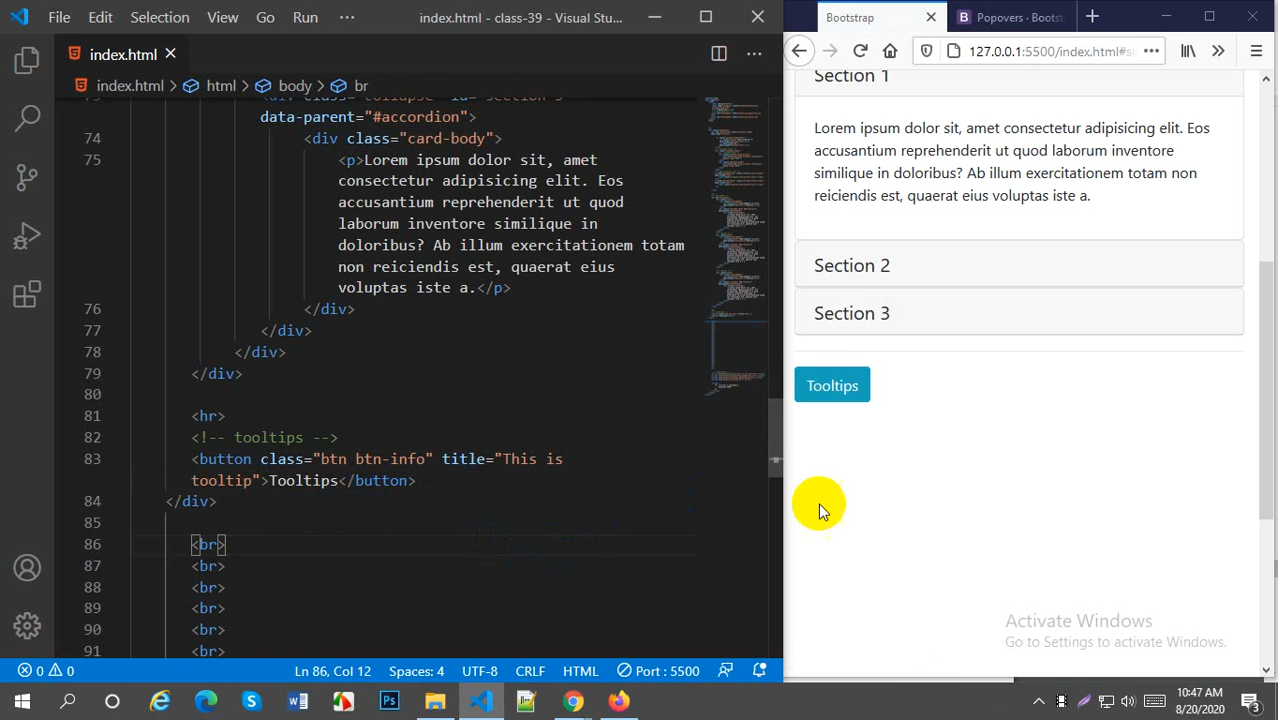 File Edit Selection View Go Run ··· index.html - class-39 - Visual Stu...
index.html
index.html > html > body > br
data-parent="#accordion">
74 <div class="card-body">
75 <p>Lorem ipsum dolor sit, amet
consectetur adipisicing elit. Eos
accusantium reprehenderit ut quod
laborum inventore similique in
doloribus? Ab illum exercitationem totam
non reiciendis est, quaerat eius
voluptas iste a.</p>
76 </div>
77 </div>
78 </div>
79 </div>
80
81 <hr>
82 <!-- tooltips -->
83 <button class="btn btn-info" title="This is
tooltip">Tooltips</button>
84 </div>
85
86 <br>
87 <br>
88 <br>
89 <br>
90 <br>
91 <br>
0 0 Ln 86, Col 12 Spaces: 4 UTF-8 CRLF HTML Port : 5500
Bootstrap
B Popovers · Boots
127.0.0.1:5500/index.html#s
Section 1
Lorem ipsum dolor sit, amet consectetur adipisicing elit. Eos
accusantium reprehenderit ut quod laborum inventore
similique in doloribus? Ab illum exercitationem totam non
reiciendis est, quaerat eius voluptas iste a.
Section 2
Section 3
Tooltips
Activate Windows
Go to Settings to activate Windows.
10:47 AM
8/20/2020
3